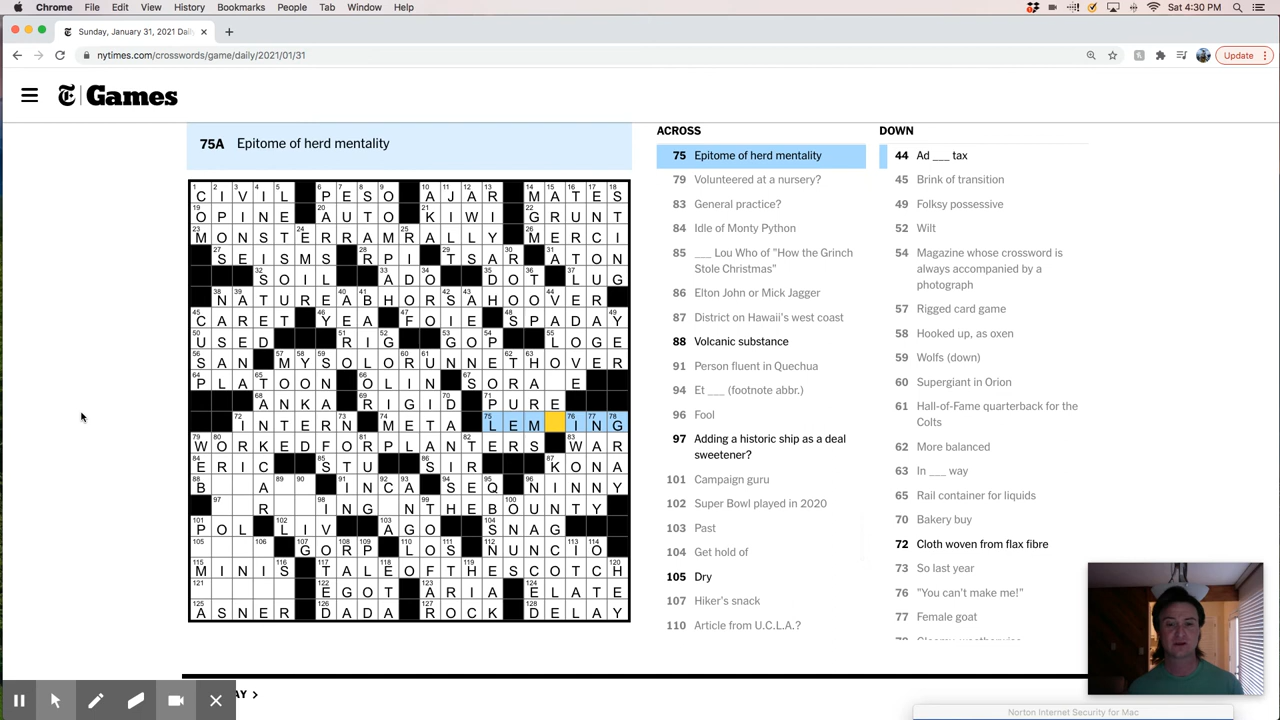 Chrome File Edit View History Bookmarks People Tab Window Help Sat 4:30 PM
Sunday, January 31, 2021 Dail
nytimes.com/crosswords/game/daily/2021/01/31 Update
T Games
75A Epitome of herd mentality
ACROSS
75 Epitome of herd mentality
79 Volunteered at a nursery?
83 General practice?
84 Idle of Monty Python
85 ___ Lou Who of "How the Grinch
Stole Christmas"
86 Elton John or Mick Jagger
87 District on Hawaii's west coast
88 Volcanic substance
91 Person fluent in Quechua
94 Et ___ (footnote abbr.)
96 Fool
97 Adding a historic ship as a deal
sweetener?
101 Campaign guru
102 Super Bowl played in 2020
103 Past
104 Get hold of
105 Dry
107 Hiker's snack
110 Article from U.C.L.A.?
DOWN
44 Ad ___ tax
45 Brink of transition
49 Folksy possessive
52 Wilt
54 Magazine whose crossword is
always accompanied by a
photograph
57 Rigged card game
58 Hooked up, as oxen
59 Wolfs (down)
60 Supergiant in Orion
61 Hall-of-Fame quarterback for the
Colts
62 More balanced
63 In ___ way
65 Rail container for liquids
70 Bakery buy
72 Cloth woven from flax fibre
73 So last year
76 "You can't make me!"
77 Female goat
CIVIL PESO AJAR MATES
OPINE AUTO KIWI GRUNT
MONSTERRAMRALLY MERCI
SEISMS RPI TSAR ATON
SOIL ADO DOT LUG
NATUREABHORSAHOOVER
CARET YEA FOIE SPADAY
USED RIG GOP LOGE
SAN MYSOLORUNNETHOVER
PLATOON OLIN SORA E
ANKA RIGID PURE
INTERN META LEM ING
WORKEDFORPLANTERS WAR
ERIC STU SIR KONA
B A INCA SEQ NINNY
R ING NTHEBOUNTY
POL LIV AGO SNAG
GORP LOS NUNCIO
MINIS TALEOFTHESCOTCH
EGOT ARIA ELATE
ASNER DADA ROCK DELAY
AY >
Norton Internet Security for Mac